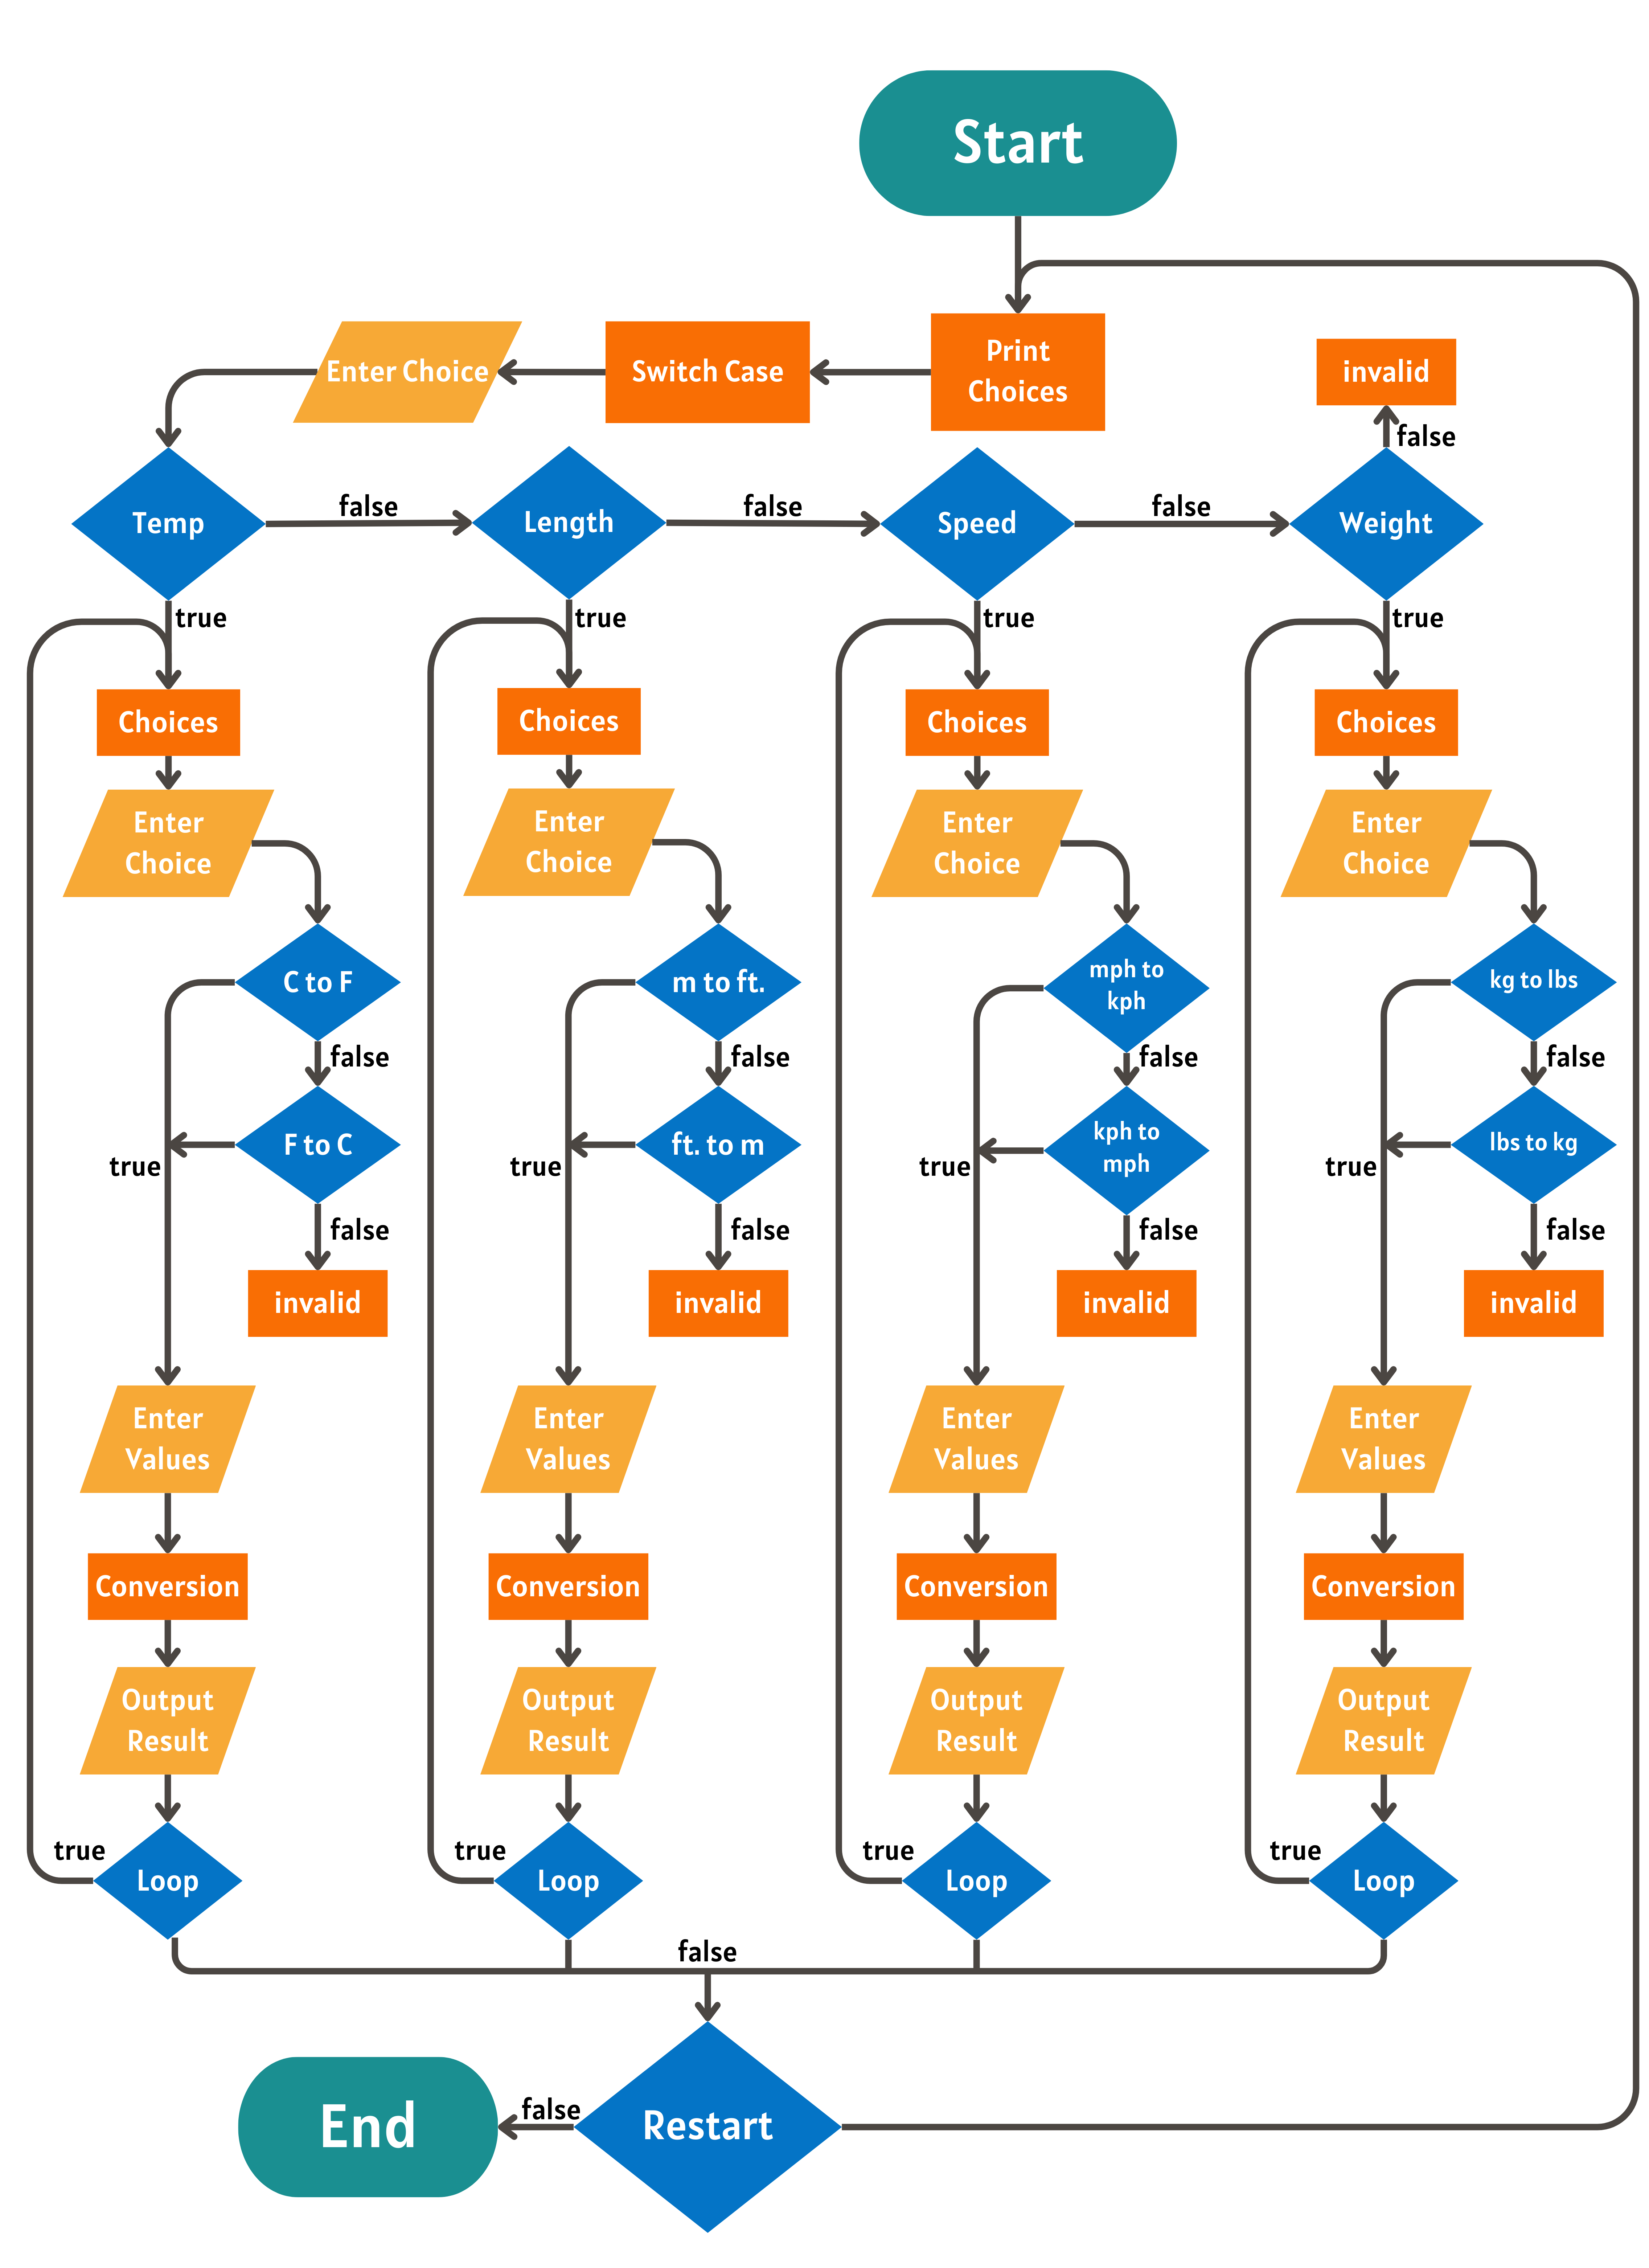 Start
Print
Choices
Switch Case
Enter Choice
invalid
false
Temp
false
Length
false
Speed
false
Weight
true
true
true
true
Choices
Choices
Choices
Choices
Enter
Choice
Enter
Choice
Enter
Choice
Enter
Choice
C to F
m to ft.
mph to
kph
kg to lbs
false
false
false
false
F to C
ft. to m
kph to
mph
lbs to kg
true
true
true
true
false
false
false
false
invalid
invalid
invalid
invalid
Enter
Values
Enter
Values
Enter
Values
Enter
Values
Conversion
Conversion
Conversion
Conversion
Output
Result
Output
Result
Output
Result
Output
Result
true
Loop
true
Loop
true
Loop
true
Loop
false
Restart
false
End